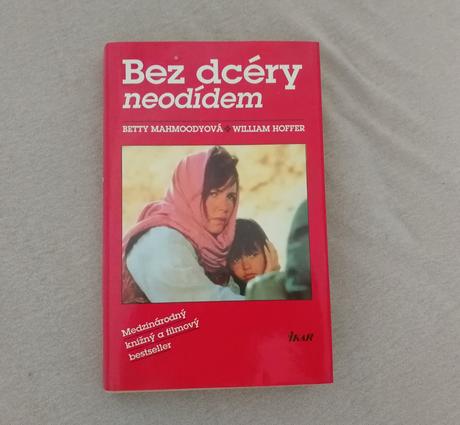 Bez dcéry
neodídem
BETTY MAHMOODYOVÁ + WILLIAM HOFFER
Medzinárodný
knižný a filmový
bestseller
IKAR